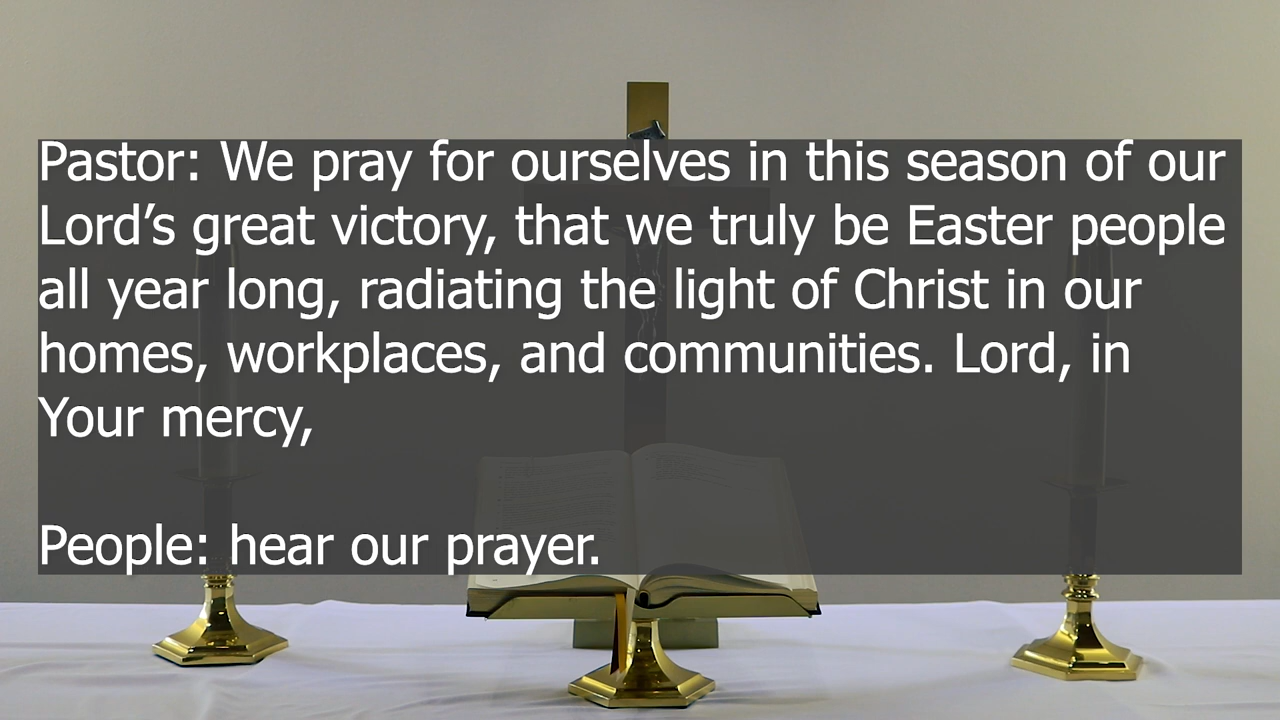 Pastor: We pray for ourselves in this season of our
Lord’s great victory, that we truly be Easter people
all year long, radiating the light of Christ in our
homes, workplaces, and communities. Lord, in
Your mercy,
People: hear our prayer.